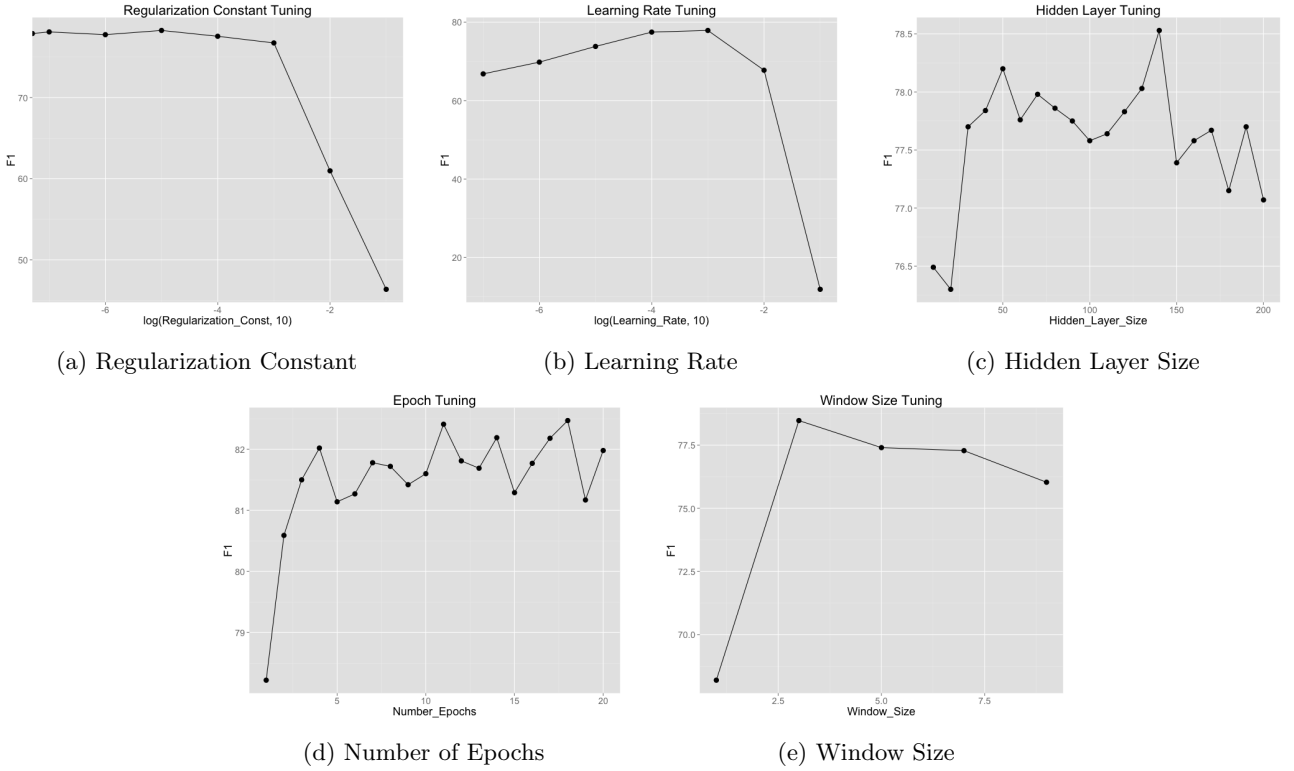 Regularization Constant Tuning
F1
70
60
50
-6
-4
-2
log(Regularization_Const, 10)
(a) Regularization Constant
Learning Rate Tuning
F1
80
60
40
20
-6
-4
-2
log(Learning_Rate, 10)
(b) Learning Rate
Hidden Layer Tuning
F1
78.5
78.0
77.5
77.0
76.5
50
100
150
200
Hidden_Layer_Size
(c) Hidden Layer Size
Epoch Tuning
F1
82
81
80
79
5
10
15
20
Number_Epochs
(d) Number of Epochs
Window Size Tuning
F1
77.5
75.0
72.5
70.0
2.5
5.0
7.5
Window_Size
(e) Window Size